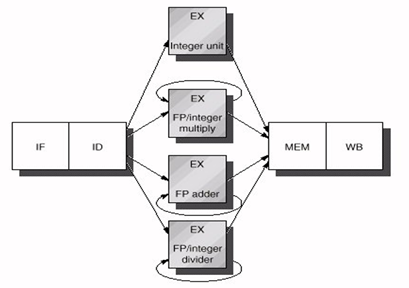 EX
Integer unit
EX
FP/integer
multiply
IF
ID
MEM
WB
EX
FP adder
EX
FP/integer
divider